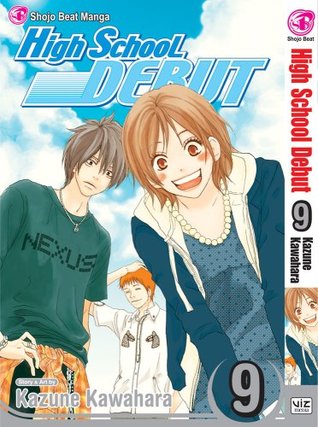 Shojo Beat Manga
High School
DEBUT
NEXUS
Story & Art by
Kazune Kawahara
9
Shojo Beat
High School Debut
9
Kazune
Kawahara
VIZ